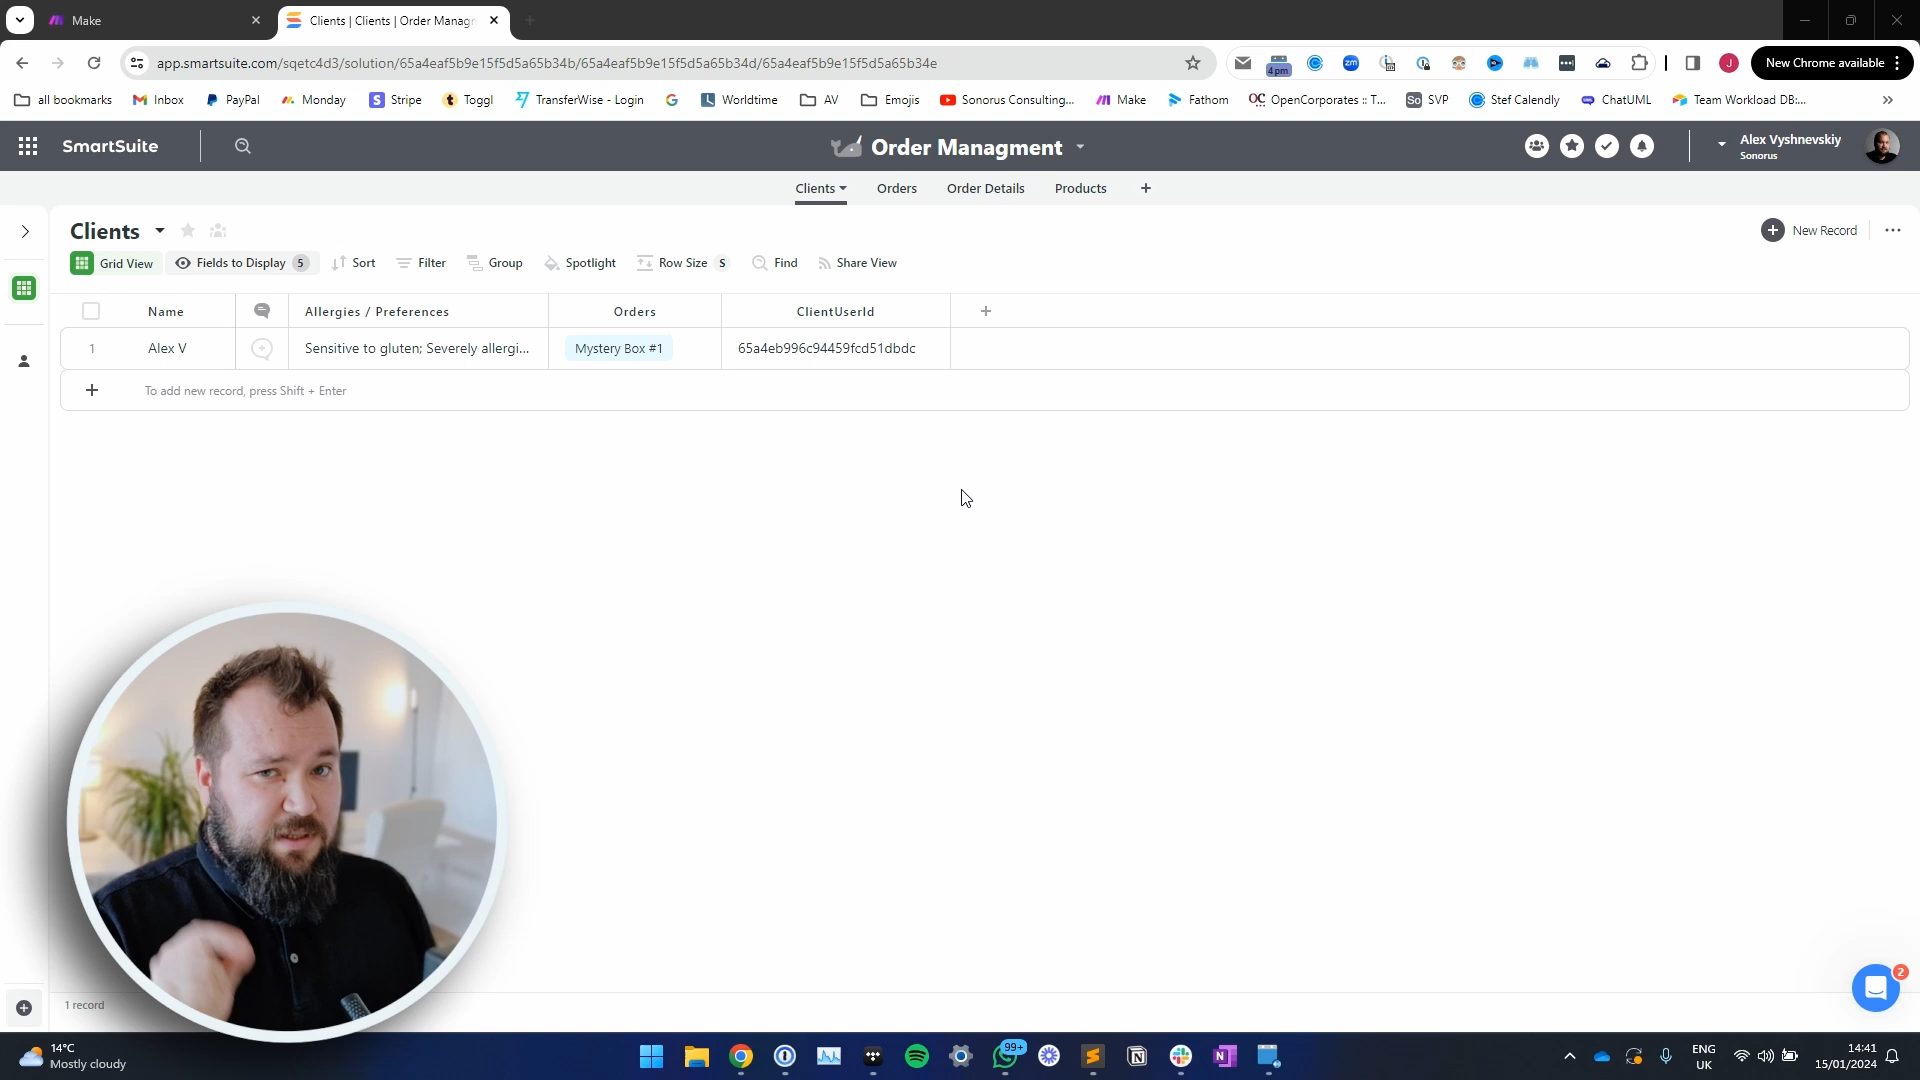 Make
Clients | Clients | Order Managm
app.smartsuite.com/sqetc4d3/solution/65a4eaf5b9e15f5d5a65b34b/65a4eaf5b9e15f5d5a65b34d/65a4eaf5b9e15f5d5a65b34e
4pm
zm
J
New Chrome available
all bookmarks
Inbox
PayPal
Monday
Stripe
Toggl
TransferWise - Login
Worldtime
AV
Emojis
Sonorus Consulting...
Make
Fathom
OpenCorporates :: T...
SVP
Stef Calendly
ChatUML
Team Workload DB:...
SmartSuite
Order Managment
Alex Vyshnevskiy
Sonorus
Clients
Orders
Order Details
Products
Clients
New Record
Grid View
Fields to Display 5
Sort
Filter
Group
Spotlight
Row Size S
Find
Share View
Name
Allergies / Preferences
Orders
ClientUserId
1
Alex V
Sensitive to gluten; Severely allergi...
Mystery Box #1
65a4eb996c94459fcd51dbdc
To add new record, press Shift + Enter
1 record
2
14°C
Mostly cloudy
99+
ENG
UK
14:41
15/01/2024